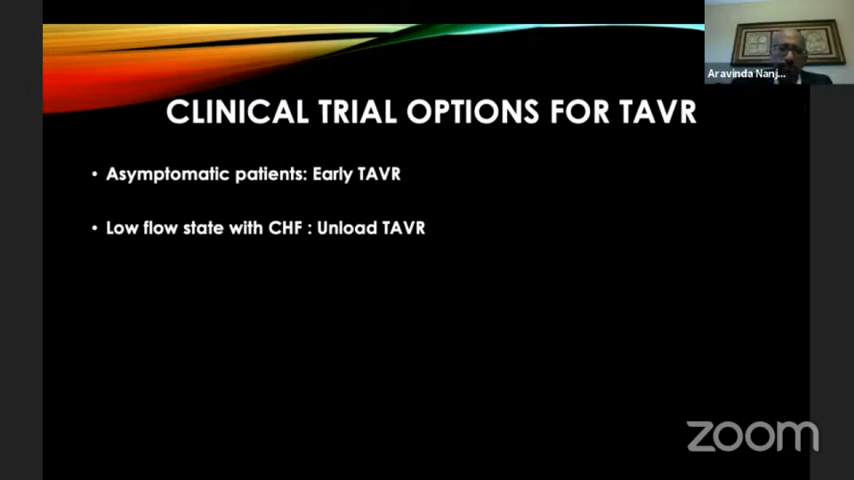 Aravinda Nanj...
CLINICAL TRIAL OPTIONS FOR TAVR
• Asymptomatic patients: Early TAVR
• Low flow state with CHF : Unload TAVR
zoom